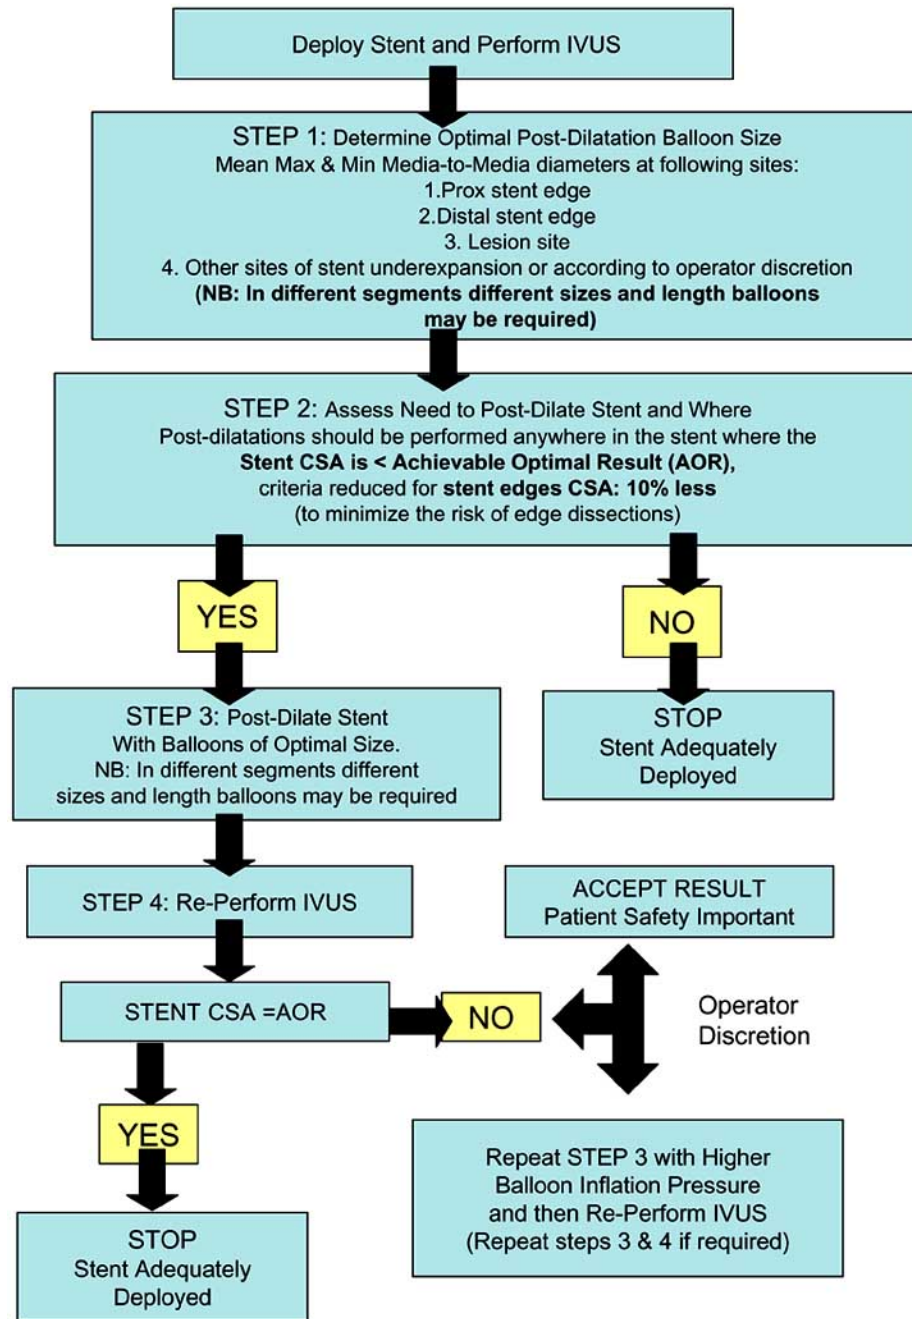 Deploy Stent and Perform IVUS
STEP 1: Determine Optimal Post-Dilatation Balloon Size
Mean Max & Min Media-to-Media diameters at following sites:
1.Prox stent edge
2.Distal stent edge
3. Lesion site
4. Other sites of stent underexpansion or according to operator discretion
(NB: In different segments different sizes and length balloons
may be required)
STEP 2: Assess Need to Post-Dilate Stent and Where
Post-dilatations should be performed anywhere in the stent where the
Stent CSA is < Achievable Optimal Result (AOR),
criteria reduced for stent edges CSA: 10% less
(to minimize the risk of edge dissections)
YES
NO
STEP 3: Post-Dilate Stent
With Balloons of Optimal Size.
NB: In different segments different
sizes and length balloons may be required
STOP
Stent Adequately
Deployed
STEP 4: Re-Perform IVUS
ACCEPT RESULT
Patient Safety Important
STENT CSA =AOR
NO
Operator
Discretion
YES
Repeat STEP 3 with Higher
Balloon Inflation Pressure
and then Re-Perform IVUS
(Repeat steps 3 & 4 if required)
STOP
Stent Adequately
Deployed